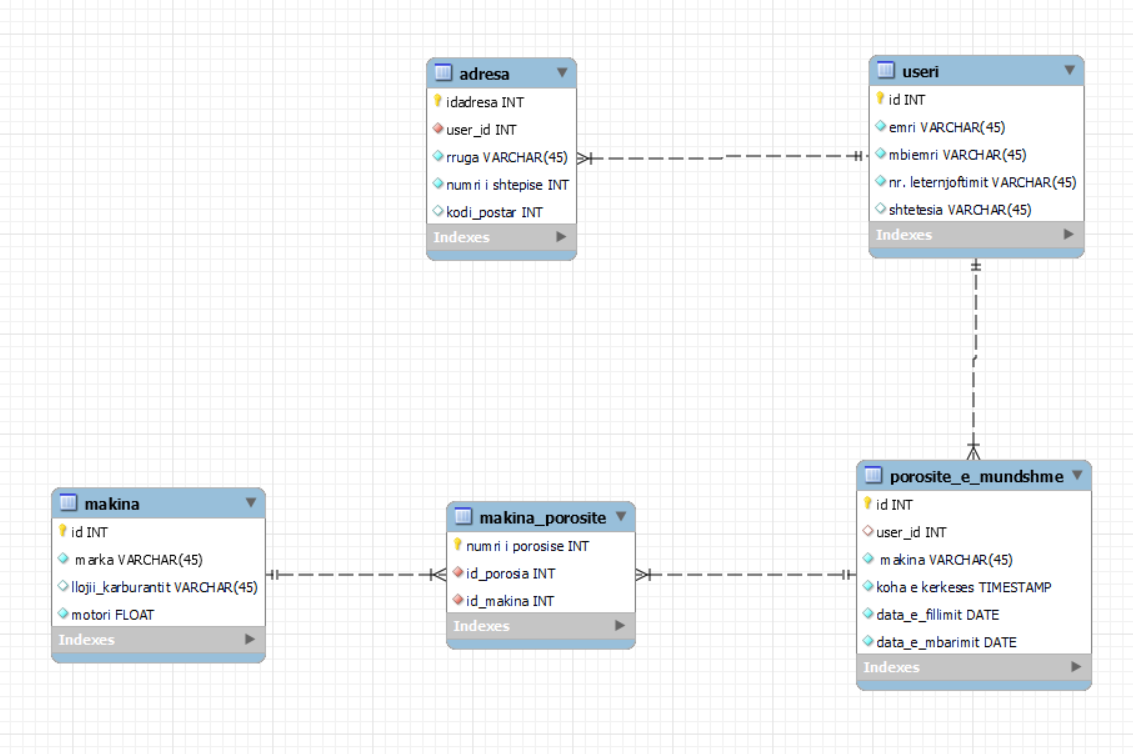 adresa
idadresa INT
user_id INT
rruga VARCHAR(45)
numri i shtepise INT
kodi_postar INT
Indexes
useri
id INT
emri VARCHAR(45)
mbiemri VARCHAR(45)
nr. leternjoftimit VARCHAR(45)
shtetesia VARCHAR(45)
Indexes
makina
id INT
marka VARCHAR(45)
llojii_karburantit VARCHAR(45)
motori FLOAT
Indexes
makina_porosite
numri i porosise INT
id_porosia INT
id_makina INT
Indexes
porosite_e_mundshme
id INT
user_id INT
makina VARCHAR(45)
koha e kerkeses TIMESTAMP
data_e_fillimit DATE
data_e_mbarimit DATE
Indexes